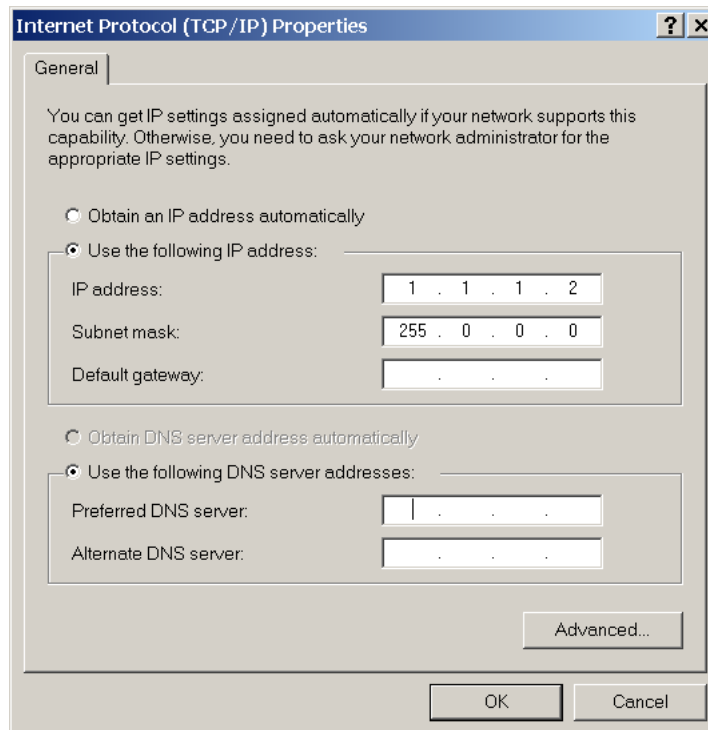 Internet Protocol (TCP/IP) Properties
General
You can get IP settings assigned automatically if your network supports this
capability. Otherwise, you need to ask your network administrator for the
appropriate IP settings.
Obtain an IP address automatically
Use the following IP address:
IP address: 1 . 1 . 1 . 2
Subnet mask: 255 . 0 . 0 . 0
Default gateway: . . .
Obtain DNS server address automatically
Use the following DNS server addresses:
Preferred DNS server: . . .
Alternate DNS server: . . .
Advanced...
OK Cancel